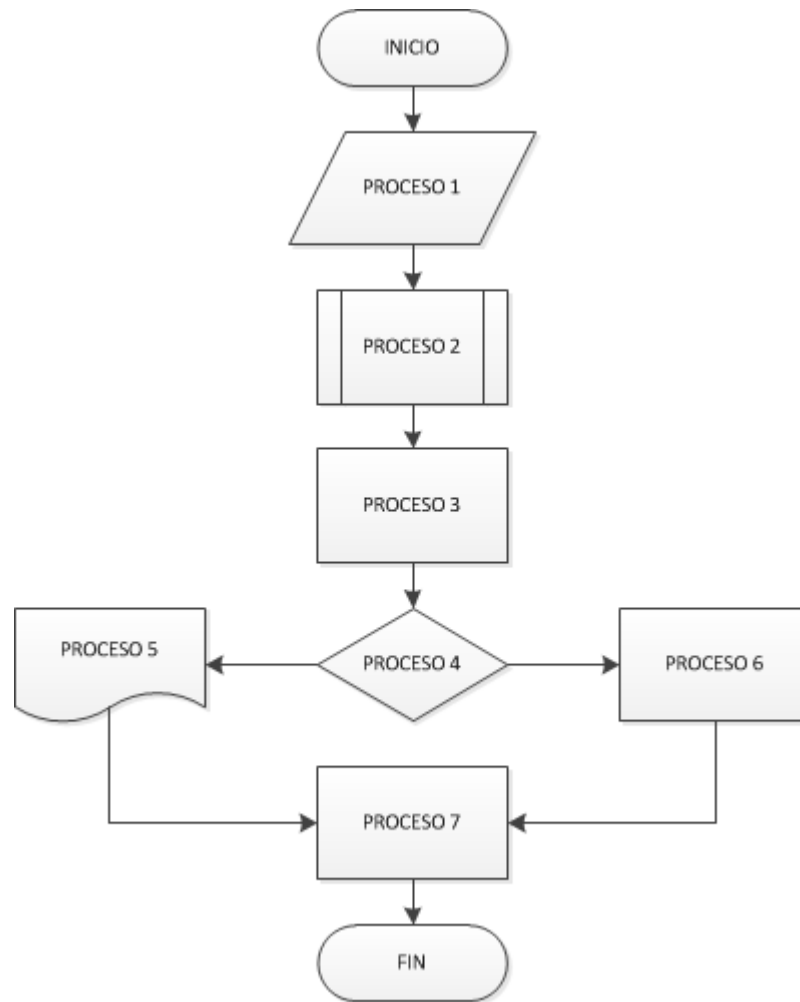 INICIO
PROCESO 1
PROCESO 2
PROCESO 3
PROCESO 5
PROCESO 4
PROCESO 6
PROCESO 7
FIN